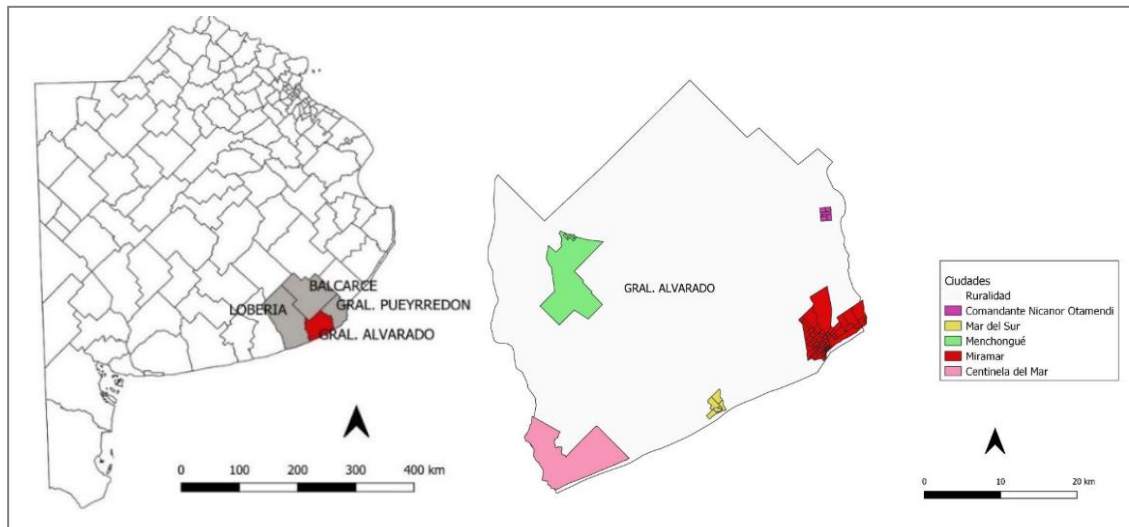 BALCARCE
LOBERIA
GRAL. PUEYRREDON
GRAL. ALVARADO
0 100 200 300 400 km
GRAL. ALVARADO
Ciudades
Ruralidad
Comandante Nicanor Otamendi
Mar del Sur
Menchongué
Miramar
Centinela del Mar
0 10 20 km